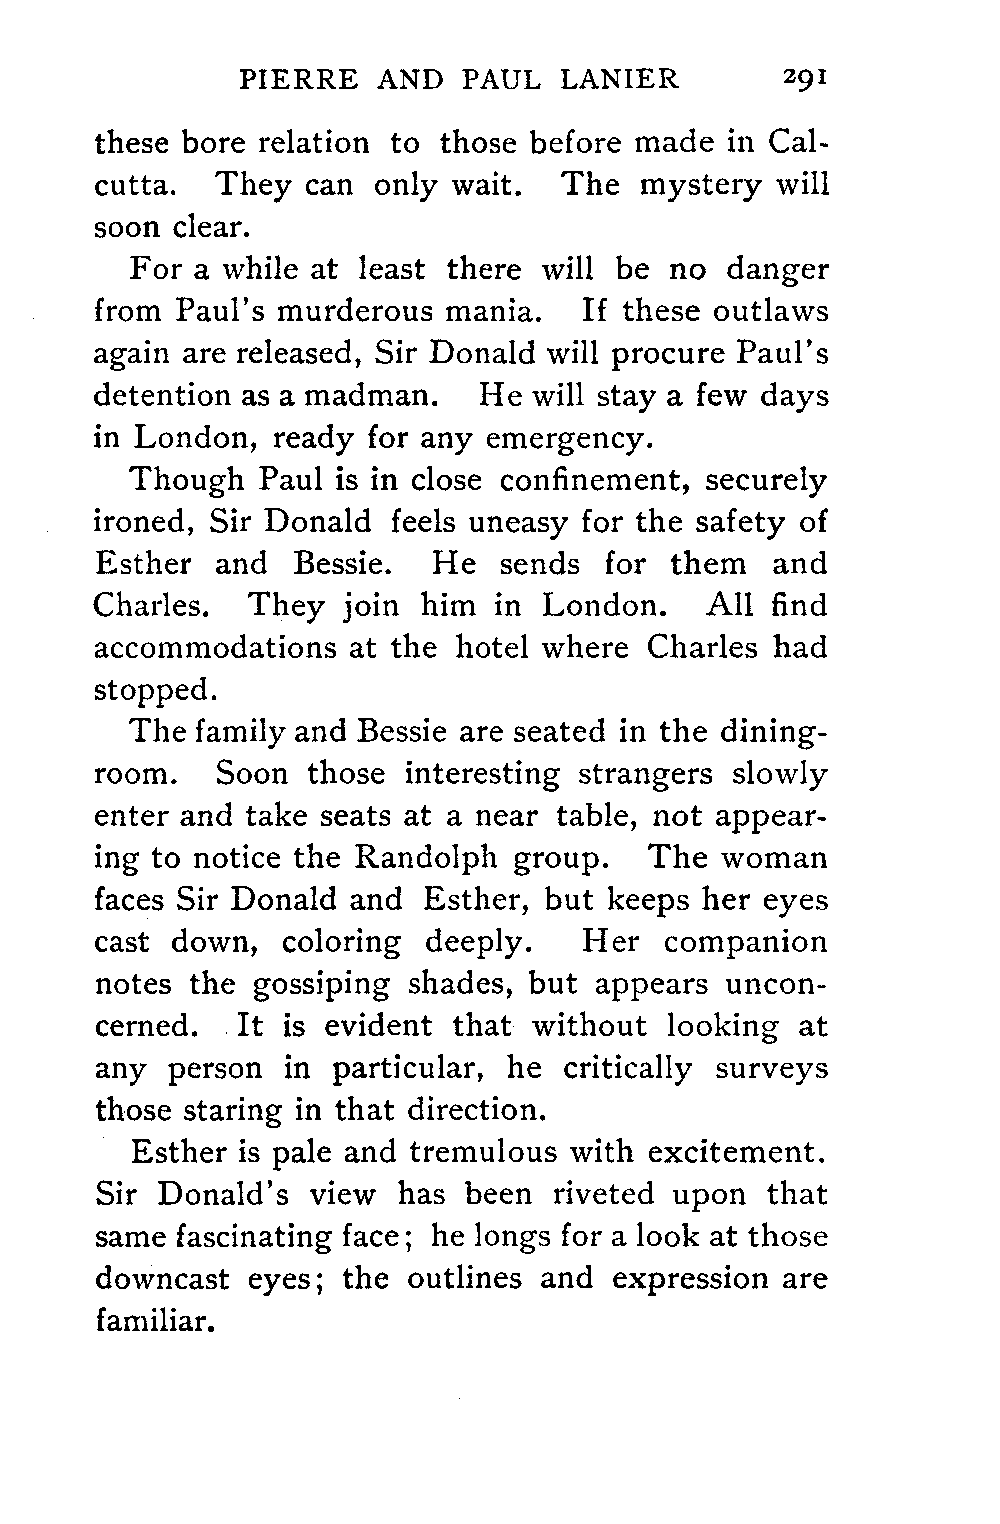 PIERRE AND PAUL LANIER 291
these bore relation to those before made in Cal-
cutta. They can only wait. The mystery will
soon clear.
For a while at least there will be no danger
from Paul's murderous mania. If these outlaws
again are released, Sir Donald will procure Paul's
detention as a madman. He will stay a few days
in London, ready for any emergency.
Though Paul is in close confinement, securely
ironed, Sir Donald feels uneasy for the safety of
Esther and Bessie. He sends for them and
Charles. They join him in London. All find
accommodations at the hotel where Charles had
stopped.
The family and Bessie are seated in the dining-
room. Soon those interesting strangers slowly
enter and take seats at a near table, not appear-
ing to notice the Randolph group. The woman
faces Sir Donald and Esther, but keeps her eyes
cast down, coloring deeply. Her companion
notes the gossiping shades, but appears uncon-
cerned. It is evident that without looking at
any person in particular, he critically surveys
those staring in that direction.
Esther is pale and tremulous with excitement.
Sir Donald's view has been riveted upon that
same fascinating face; he longs for a look at those
downcast eyes; the outlines and expression are
familiar.